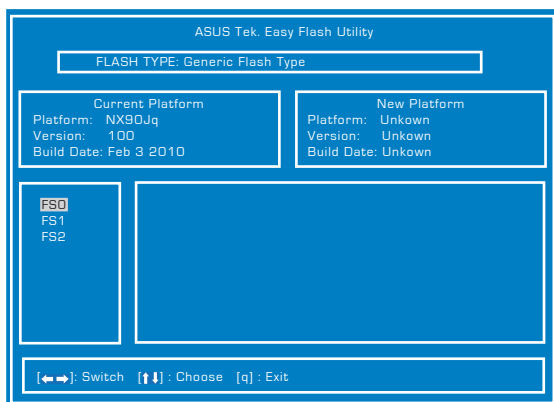 ASUS Tek. Easy Flash Utility
FLASH TYPE: Generic Flash Type
Current Platform
Platform: NX90Jq
Version: 100
Build Date: Feb 3 2010
New Platform
Platform: Unkown
Version: Unkown
Build Date: Unkown
FS0
FS1
FS2
[←→]: Switch [↑↓] : Choose [q] : Exit